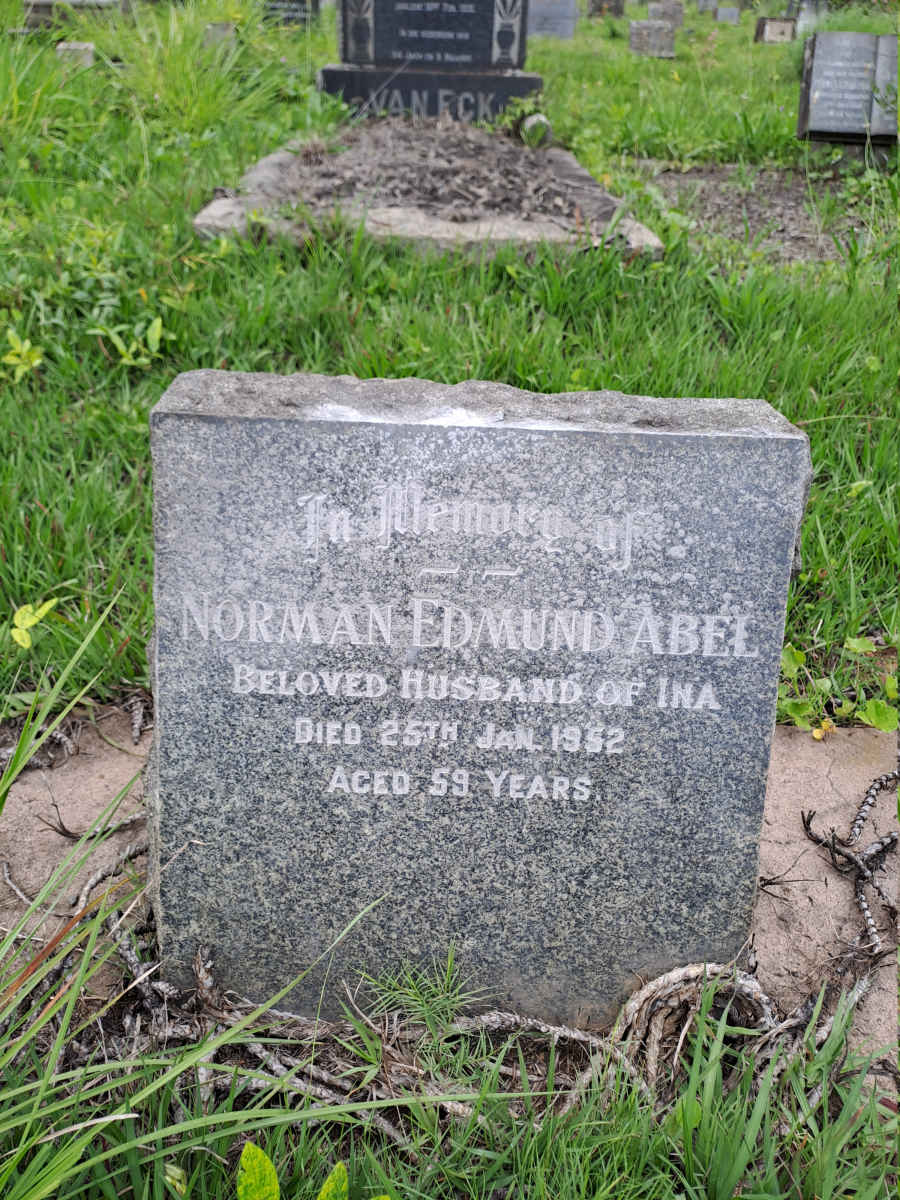 VAN ECK
In Memory of
NORMAN EDMUND ABEL
BELOVED HUSBAND OF INA
DIED 25TH JAN. 1952
AGED 59 YEARS.